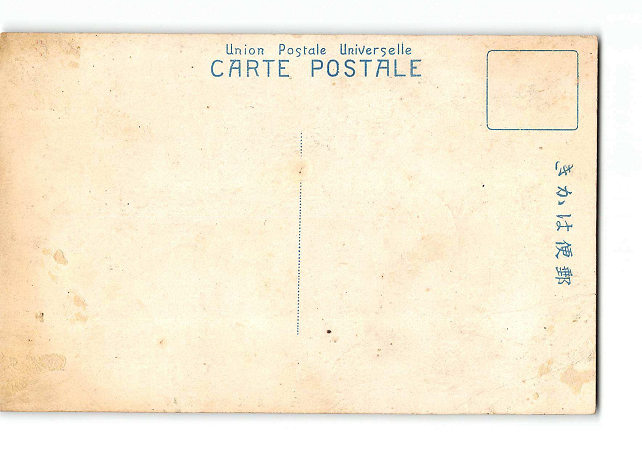 Union Postale Universelle
CARTE POSTALE
郵便はかき